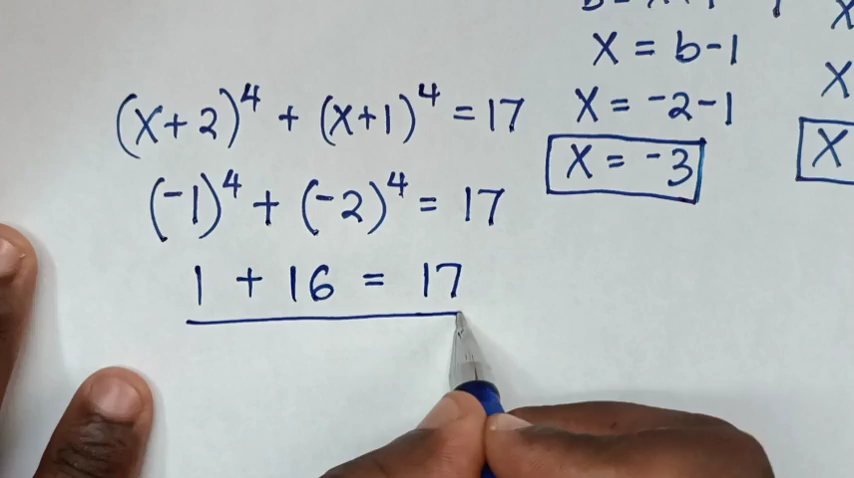 (x+2)⁴ + (x+1)⁴ = 17
(-1)⁴ + (-2)⁴ = 17
1 + 16 = 17
x = b-1
x = -2-1
x = -3
x
x
x